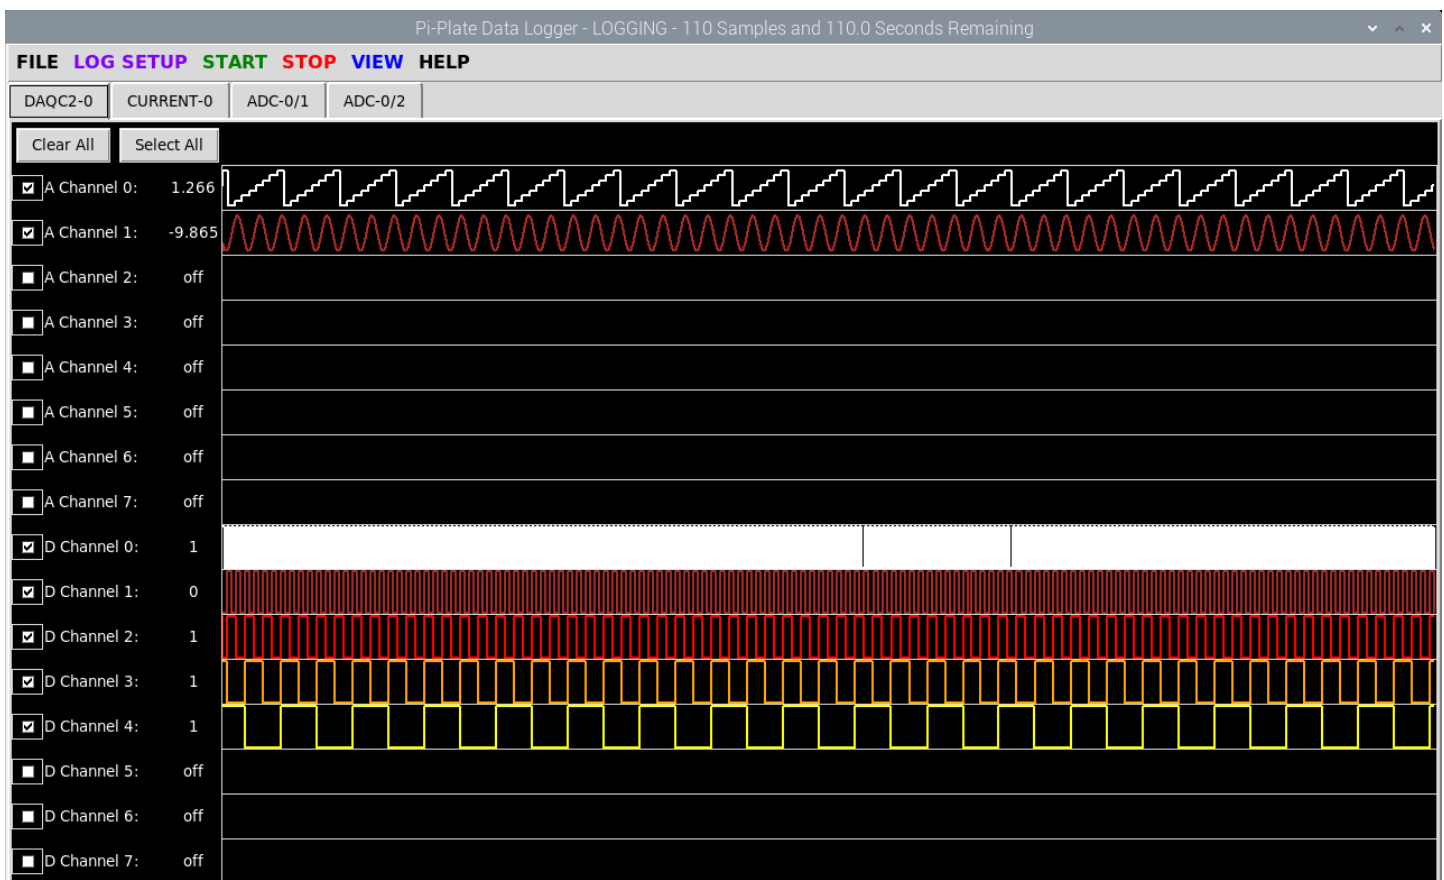 Pi-Plate Data Logger - LOGGING - 110 Samples and 110.0 Seconds Remaining
FILE LOG SETUP START STOP VIEW HELP
DAQC2-0 CURRENT-0 ADC-0/1 ADC-0/2
Clear All Select All
A Channel 0: 1.266
A Channel 1: -9.865
A Channel 2: off
A Channel 3: off
A Channel 4: off
A Channel 5: off
A Channel 6: off
A Channel 7: off
D Channel 0: 1
D Channel 1: 0
D Channel 2: 1
D Channel 3: 1
D Channel 4: 1
D Channel 5: off
D Channel 6: off
D Channel 7: off